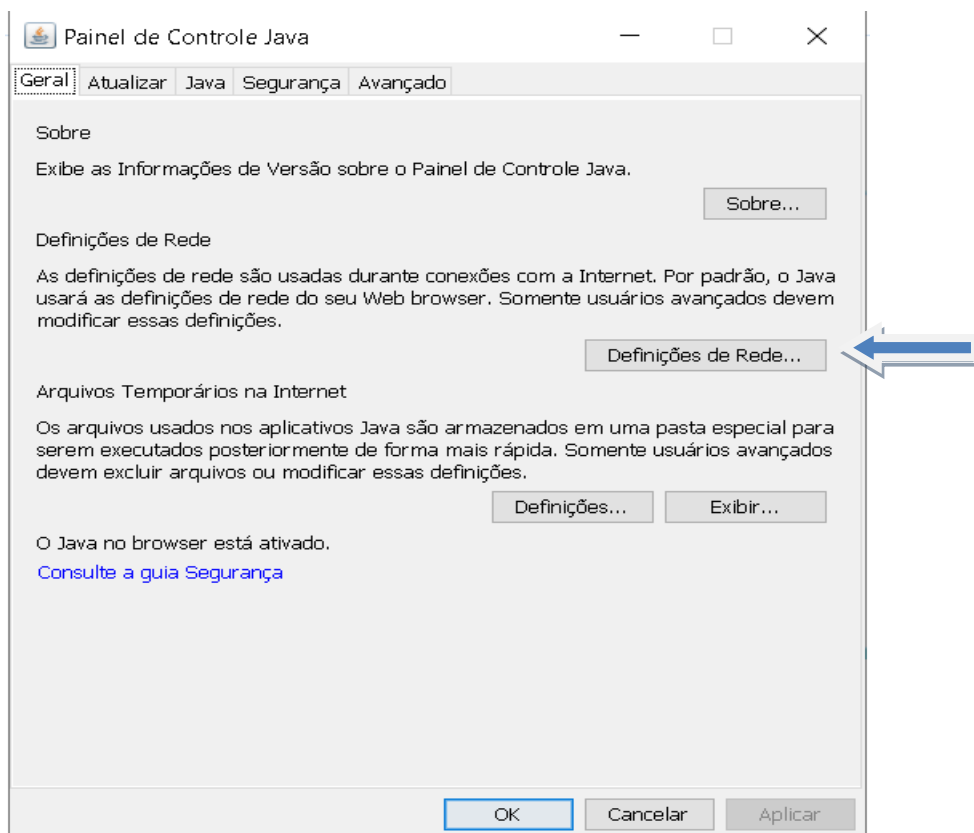 Painel de Controle Java
Geral Atualizar Java Segurança Avançado
Sobre
Exibe as Informações de Versão sobre o Painel de Controle Java.
Sobre...
Definições de Rede
As definições de rede são usadas durante conexões com a Internet. Por padrão, o Java
usará as definições de rede do seu Web browser. Somente usuários avançados devem
modificar essas definições.
Definições de Rede...
Arquivos Temporários na Internet
Os arquivos usados nos aplicativos Java são armazenados em uma pasta especial para
serem executados posteriormente de forma mais rápida. Somente usuários avançados
devem excluir arquivos ou modificar essas definições.
Definições... Exibir...
O Java no browser está ativado.
Consulte a guia Segurança
OK Cancelar Aplicar